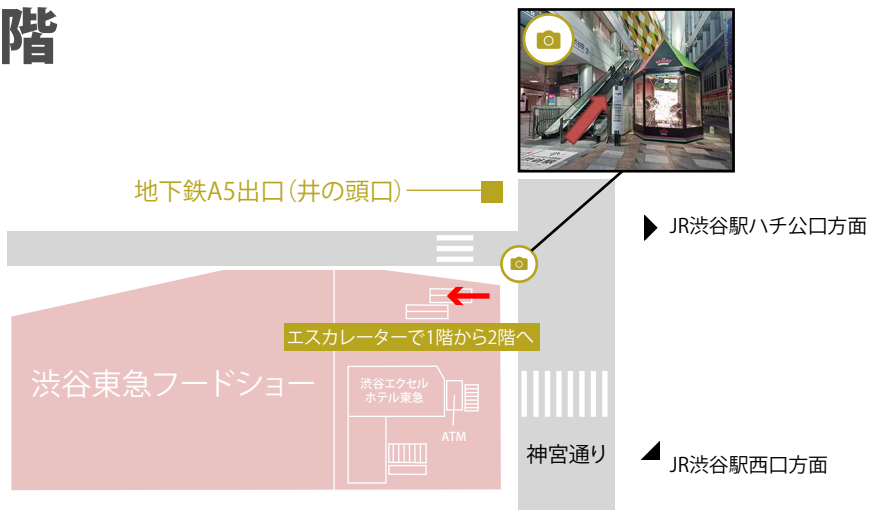 階
地下鉄A5出口（井の頭口）
JR渋谷駅ハチ公口方面
エスカレーターで1階から2階へ
渋谷東急フードショー
渋谷エクセル
ホテル東急
ATM
神宮通り
JR渋谷駅西口方面